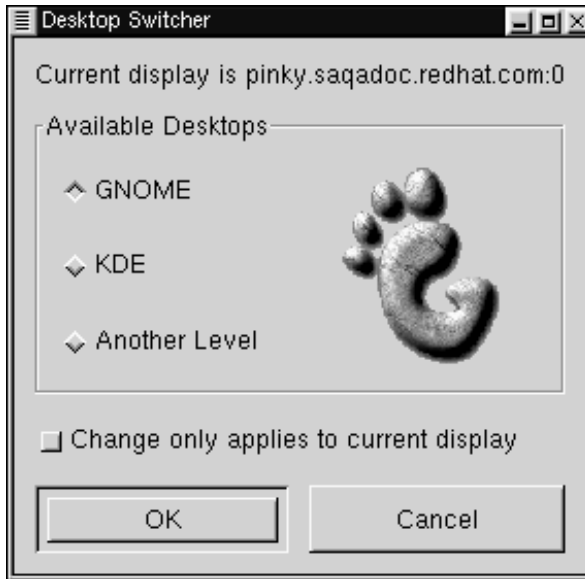 Desktop Switcher
Current display is pinky.saqadoc.redhat.com:0
Available Desktops
GNOME
KDE
Another Level
Change only applies to current display
OK
Cancel